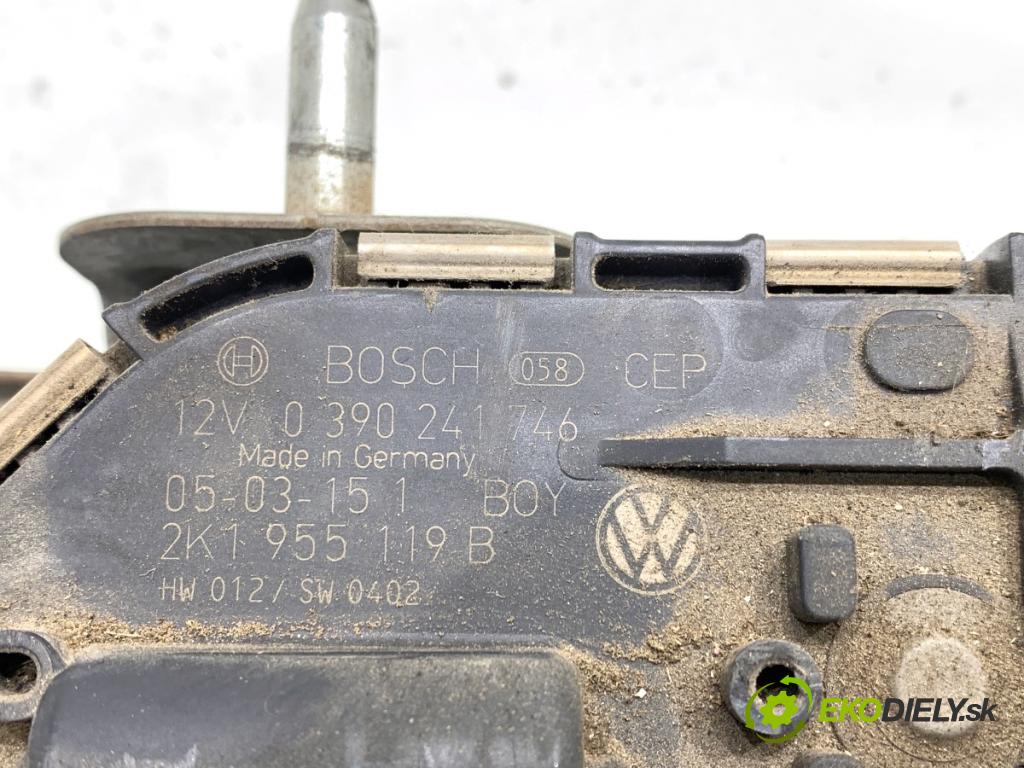 BOSCH 058 CEP
12V 0 390 241 746
Made in Germany
05-03-15 1 BOY
2K1 955 119 B
HW 012/ SW 0402
EKODIELY.sk